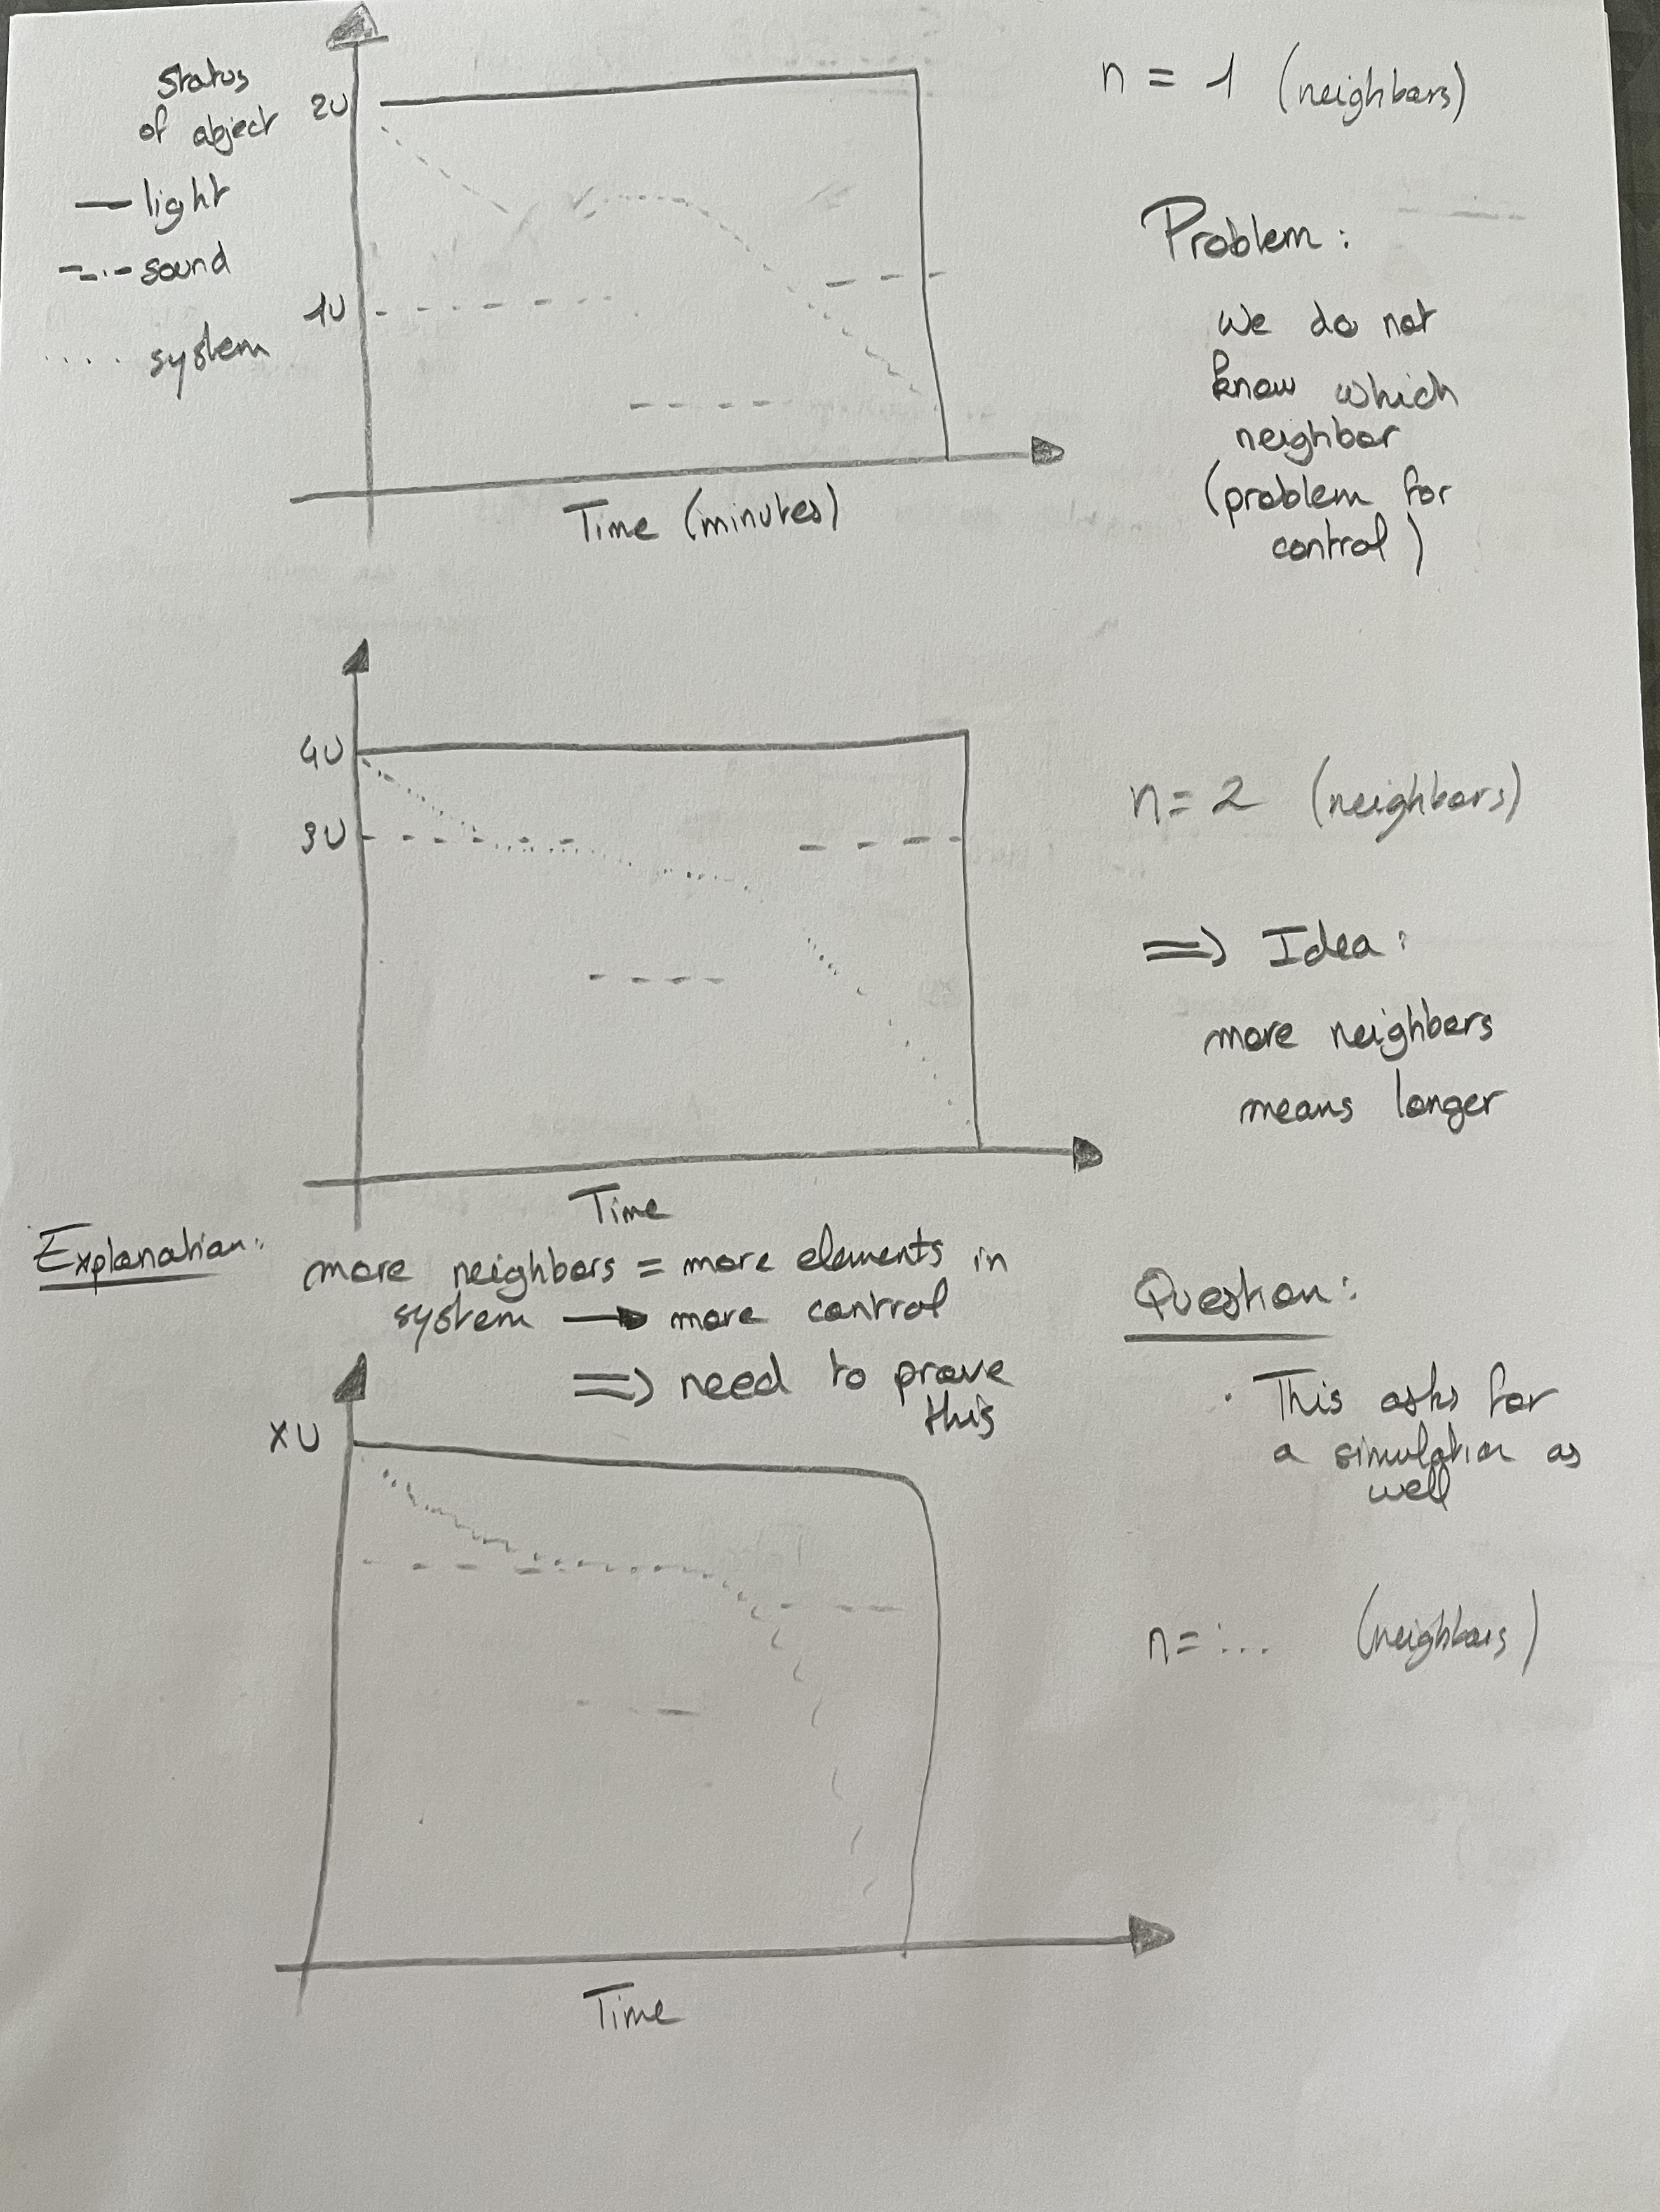 Status
of object
— light
--·- sound
.... system
2U
1U
Time (minutes)
n = 1 (neighbors)
Problem:
We do not
know which
neighbor
(problem for
control)
4U
3U
Time
n = 2 (neighbors)
=> Idea:
more neighbors
means longer
Explanation:
more neighbors = more elements in
system → more control
=> need to prove
this
Question:
· This asks for
a simulation as
well
XU
Time
n = ... (neighbors)